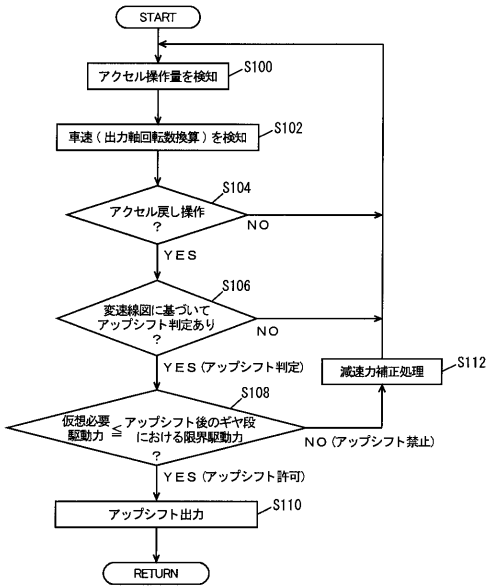 START
アクセル操作量を検知
S100
車速(出力軸回転数換算)を検知
S102
S104
アクセル戻し操作
?
NO
YES
S106
変速線図に基づいて
アップシフト判定あり
?
NO
YES(アップシフト判定)
減速力補正処理
S112
S108
仮想必要
駆動力
≦
アップシフト後のギヤ段
における限界駆動力
?
NO(アップシフト禁止)
YES(アップシフト許可)
S110
アップシフト出力
RETURN